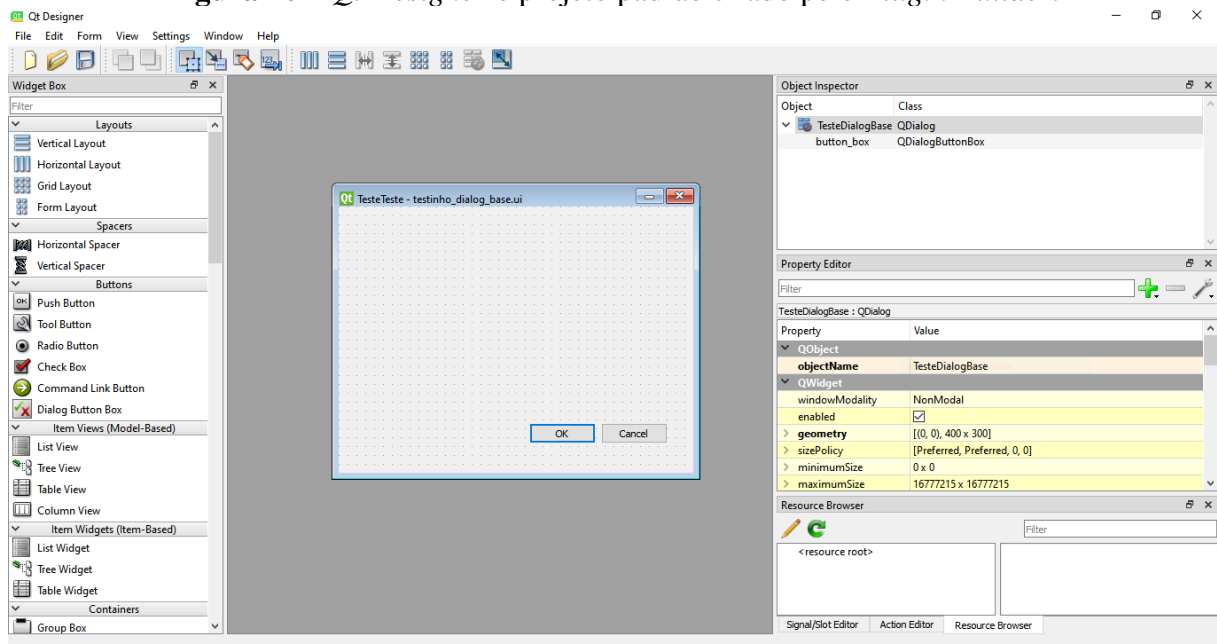 Qt Designer
File Edit Form View Settings Window Help
Widget Box
Filter
Layouts
Vertical Layout
Horizontal Layout
Grid Layout
Form Layout
Spacers
Horizontal Spacer
Vertical Spacer
Buttons
Push Button
Tool Button
Radio Button
Check Box
Command Link Button
Dialog Button Box
Item Views (Model-Based)
List View
Tree View
Table View
Column View
Item Widgets (Item-Based)
List Widget
Tree Widget
Table Widget
Containers
Group Box
Qt TesteTeste - testinho_dialog_base.ui
OK Cancel
Object Inspector
Object Class
TesteDialogBase QDialog
button_box QDialogButtonBox
Property Editor
Filter
TesteDialogBase : QDialog
Property Value
QObject
objectName TesteDialogBase
QWidget
windowModality NonModal
enabled
geometry [(0, 0), 400 x 300]
sizePolicy [Preferred, Preferred, 0, 0]
minimumSize 0 x 0
maximumSize 16777215 x 16777215
Resource Browser
Filter
<resource root>
Signal/Slot Editor Action Editor Resource Browser